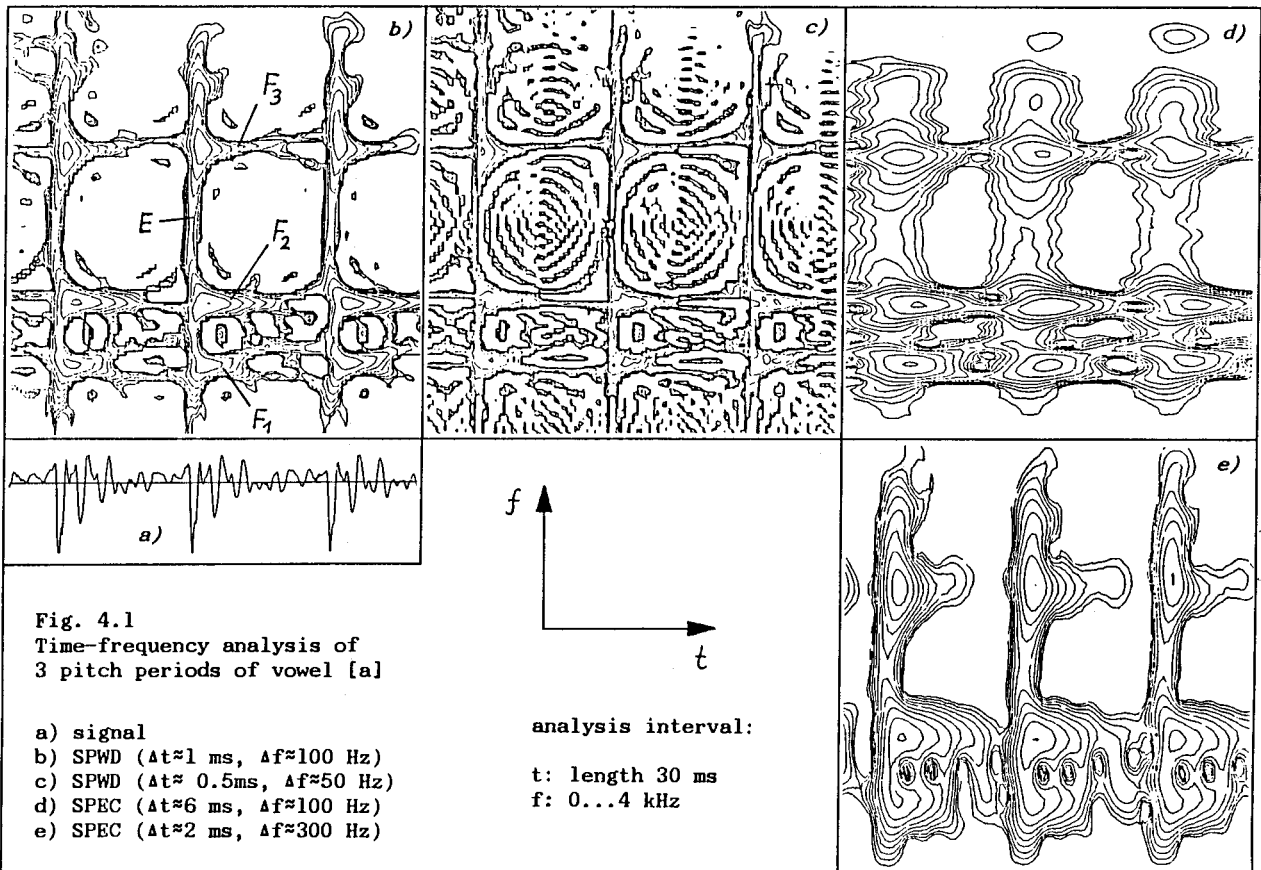 b)
c)
d)
F3
E
F2
F1
a)
e)
f
t
Fig. 4.1
Time-frequency analysis of
3 pitch periods of vowel [a]
a) signal
b) SPWD (Δt≈1 ms, Δf≈100 Hz)
c) SPWD (Δt≈ 0.5ms, Δf≈50 Hz)
d) SPEC (Δt≈6 ms, Δf≈100 Hz)
e) SPEC (Δt≈2 ms, Δf≈300 Hz)
analysis interval:
t: length 30 ms
f: 0...4 kHz